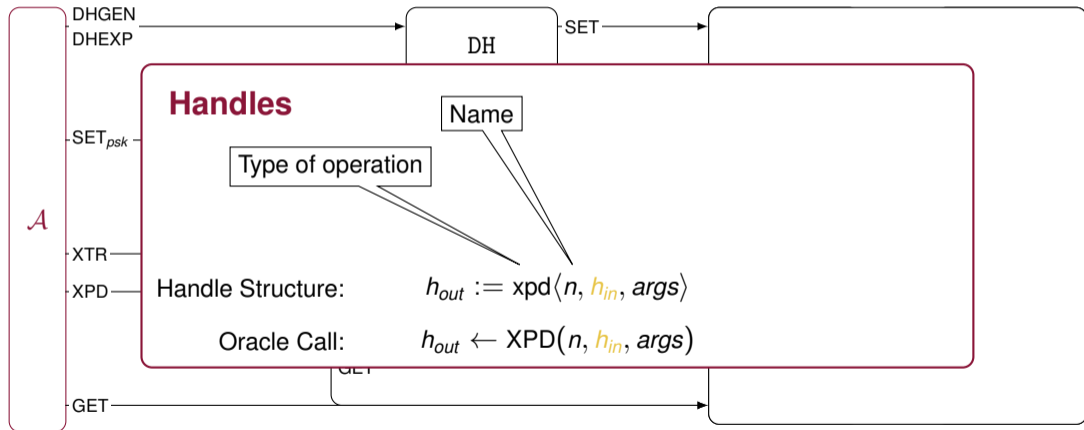 DHGEN
DHEXP
DH
SET
Handles
Name
SET_psk
Type of operation
𝒜
XTR
XPD
Handle Structure: h_out := xpd⟨n, h_in, args⟩
Oracle Call: h_out ← XPD(n, h_in, args)
GET
GET